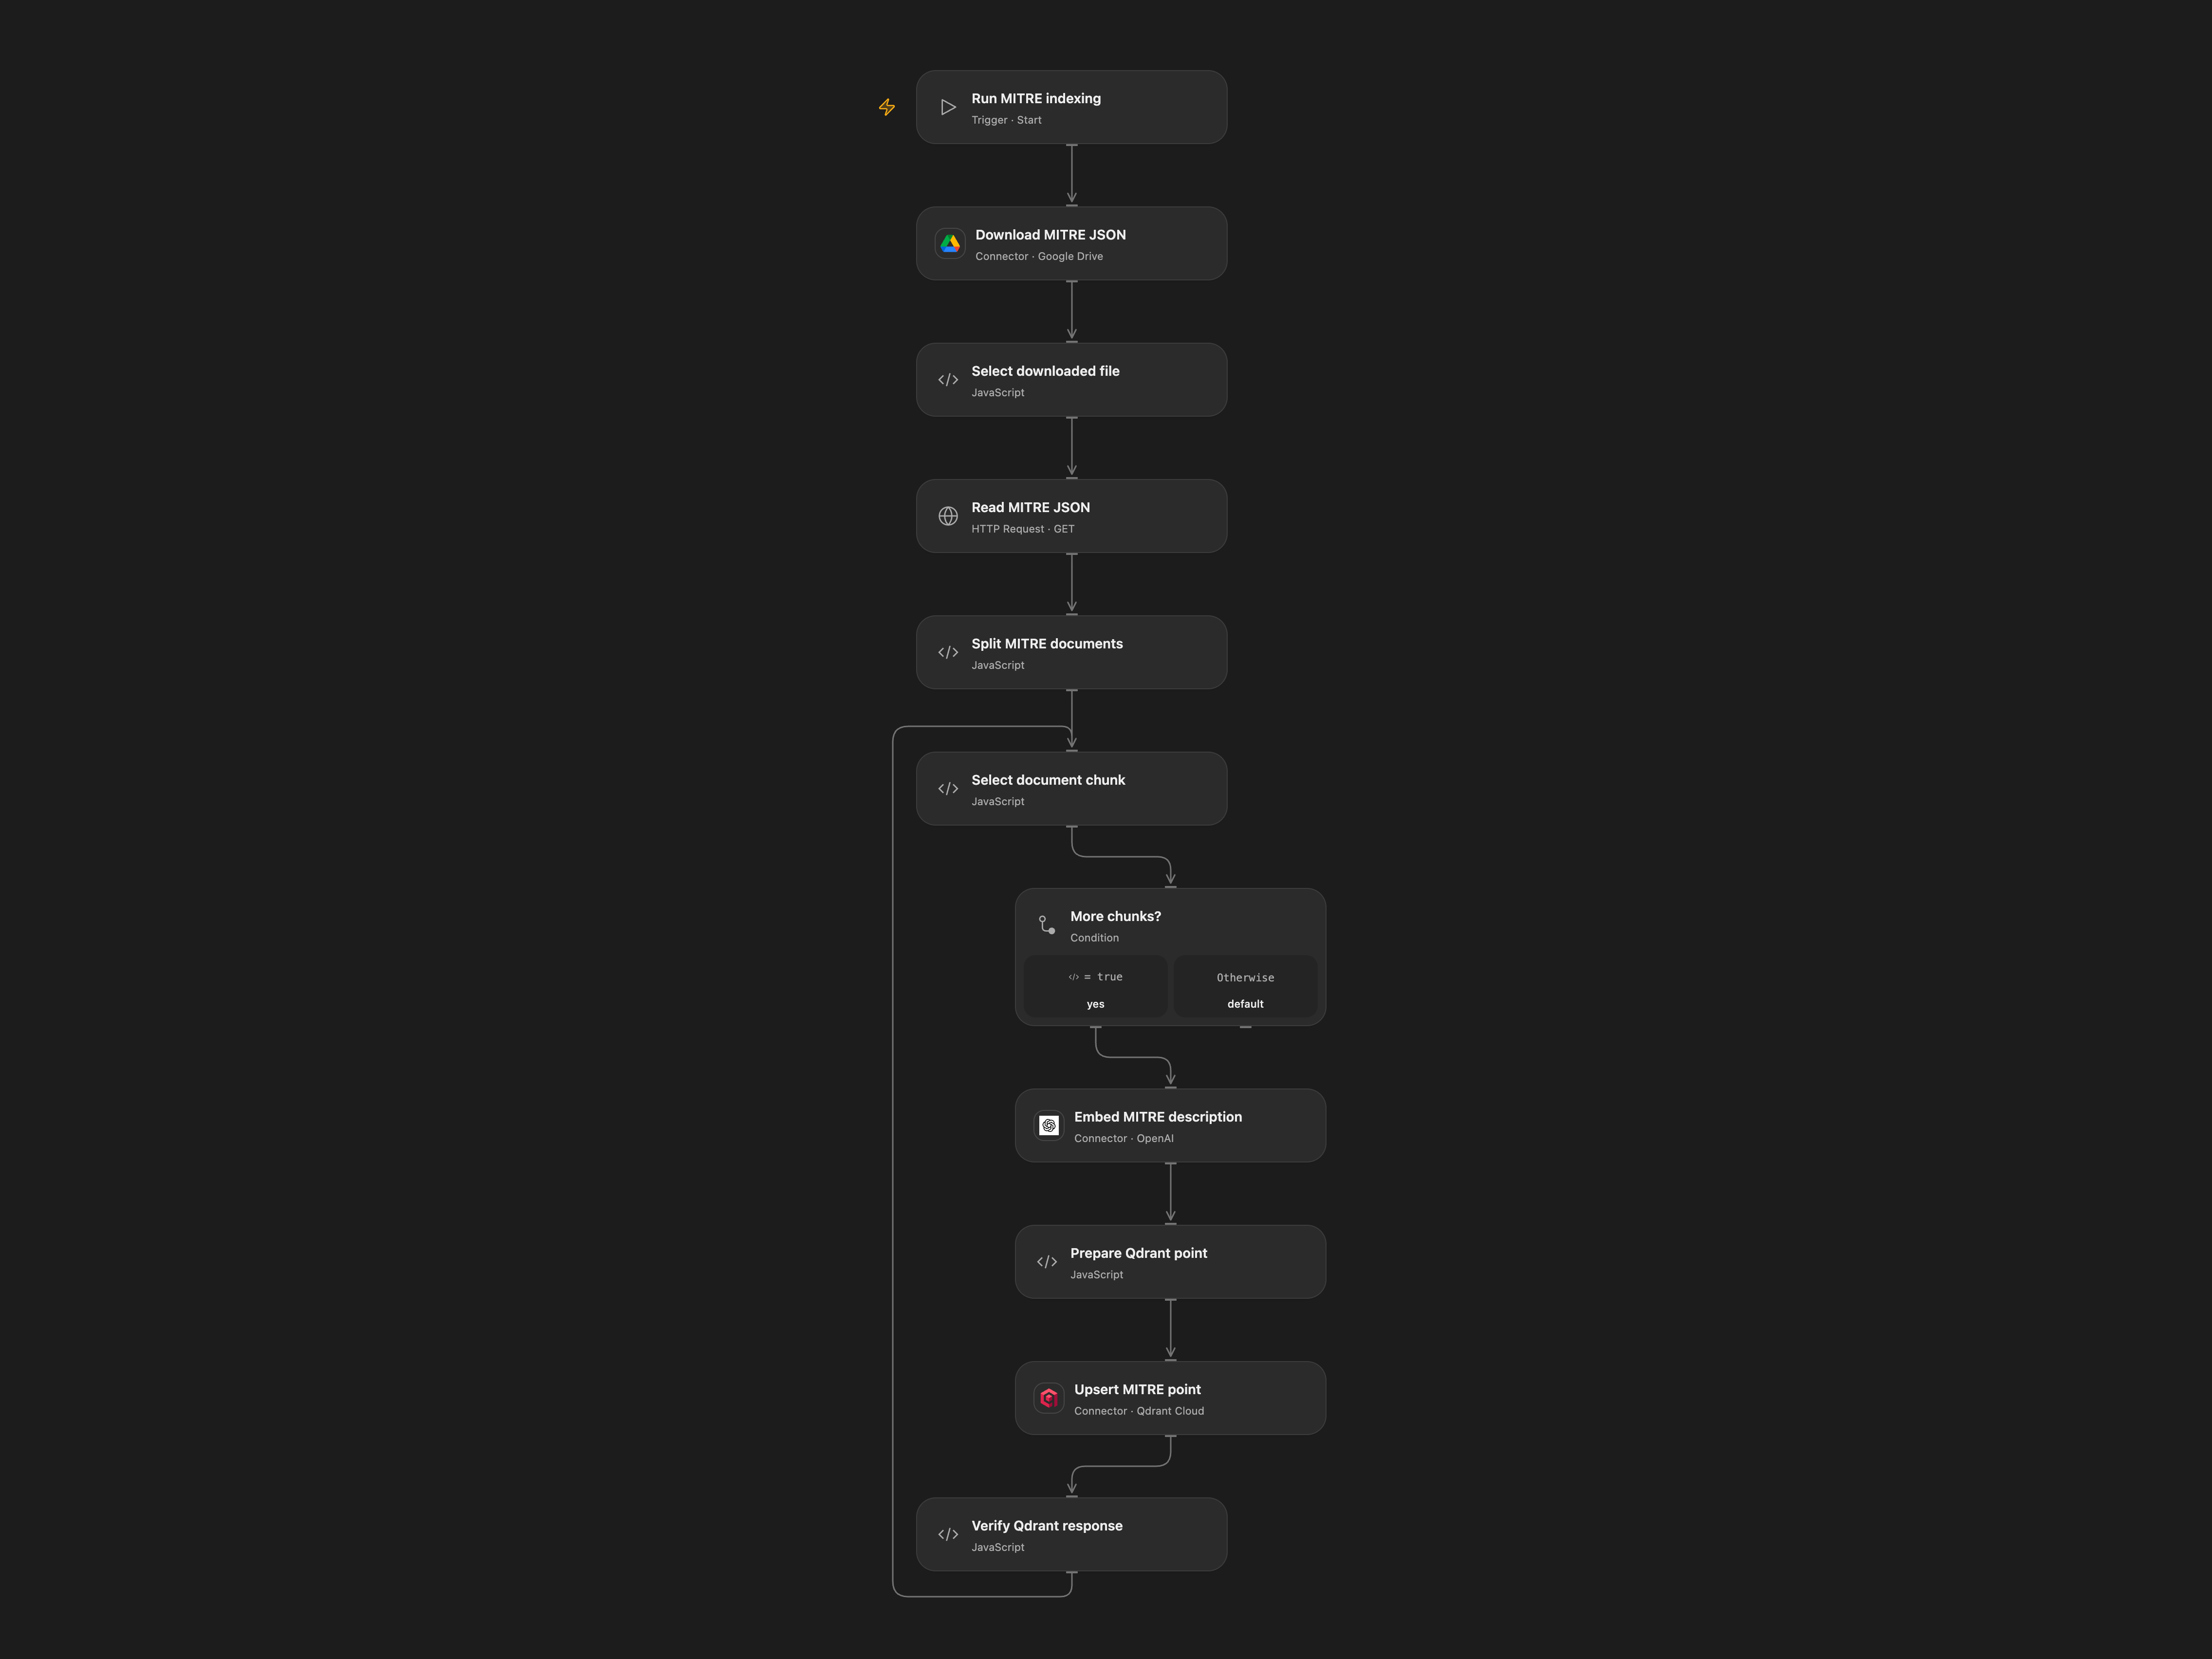 Run MITRE indexing
Trigger · Start
Download MITRE JSON
Connector · Google Drive
Select downloaded file
JavaScript
Read MITRE JSON
HTTP Request · GET
Split MITRE documents
JavaScript
Select document chunk
JavaScript
More chunks?
Condition
</> = true
yes
Otherwise
default
Embed MITRE description
Connector · OpenAI
Prepare Qdrant point
JavaScript
Upsert MITRE point
Connector · Qdrant Cloud
Verify Qdrant response
JavaScript